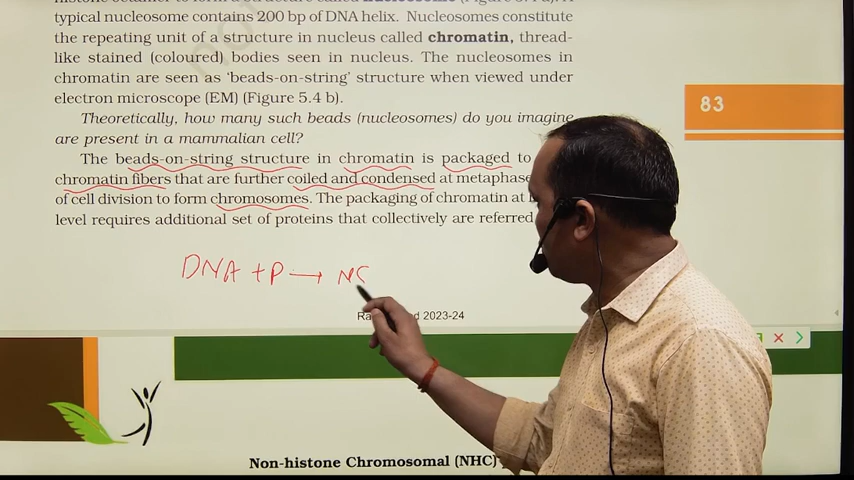 typical nucleosome contains 200 bp of DNA helix. Nucleosomes constitute
the repeating unit of a structure in nucleus called chromatin, thread-
like stained (coloured) bodies seen in nucleus. The nucleosomes in
chromatin are seen as ‘beads-on-string’ structure when viewed under
electron microscope (EM) (Figure 5.4 b).
Theoretically, how many such beads (nucleosomes) do you imagine
are present in a mammalian cell?
The beads-on-string structure in chromatin is packaged to
chromatin fibers that are further coiled and condensed at metaphase
of cell division to form chromosomes. The packaging of chromatin at
level requires additional set of proteins that collectively are referred
83
DNA + P → NC
2023-24
Non-histone Chromosomal (NHC)